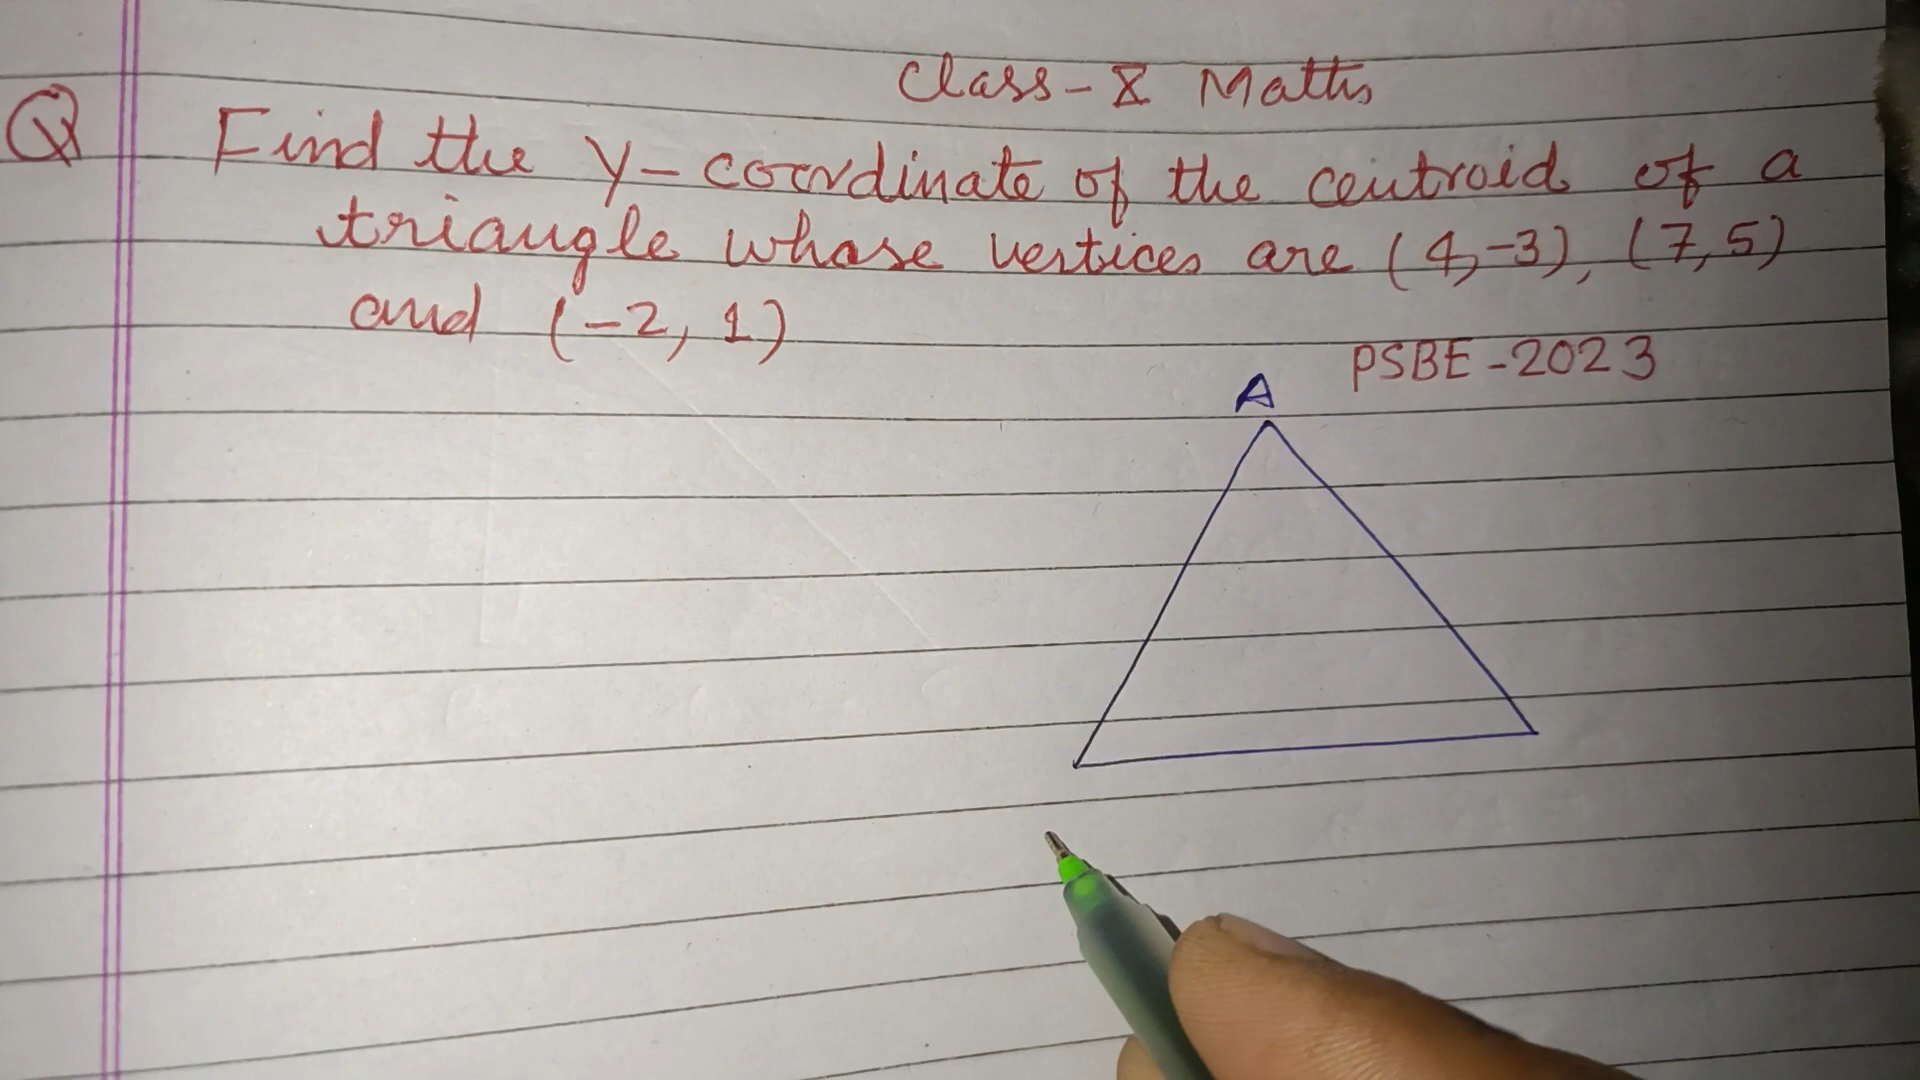 Class-X Maths
Q Find the Y-coordinate of the centroid of a
triangle whose vertices are (4,-3), (7,5)
and (-2, 1)
PSBE-2023
A